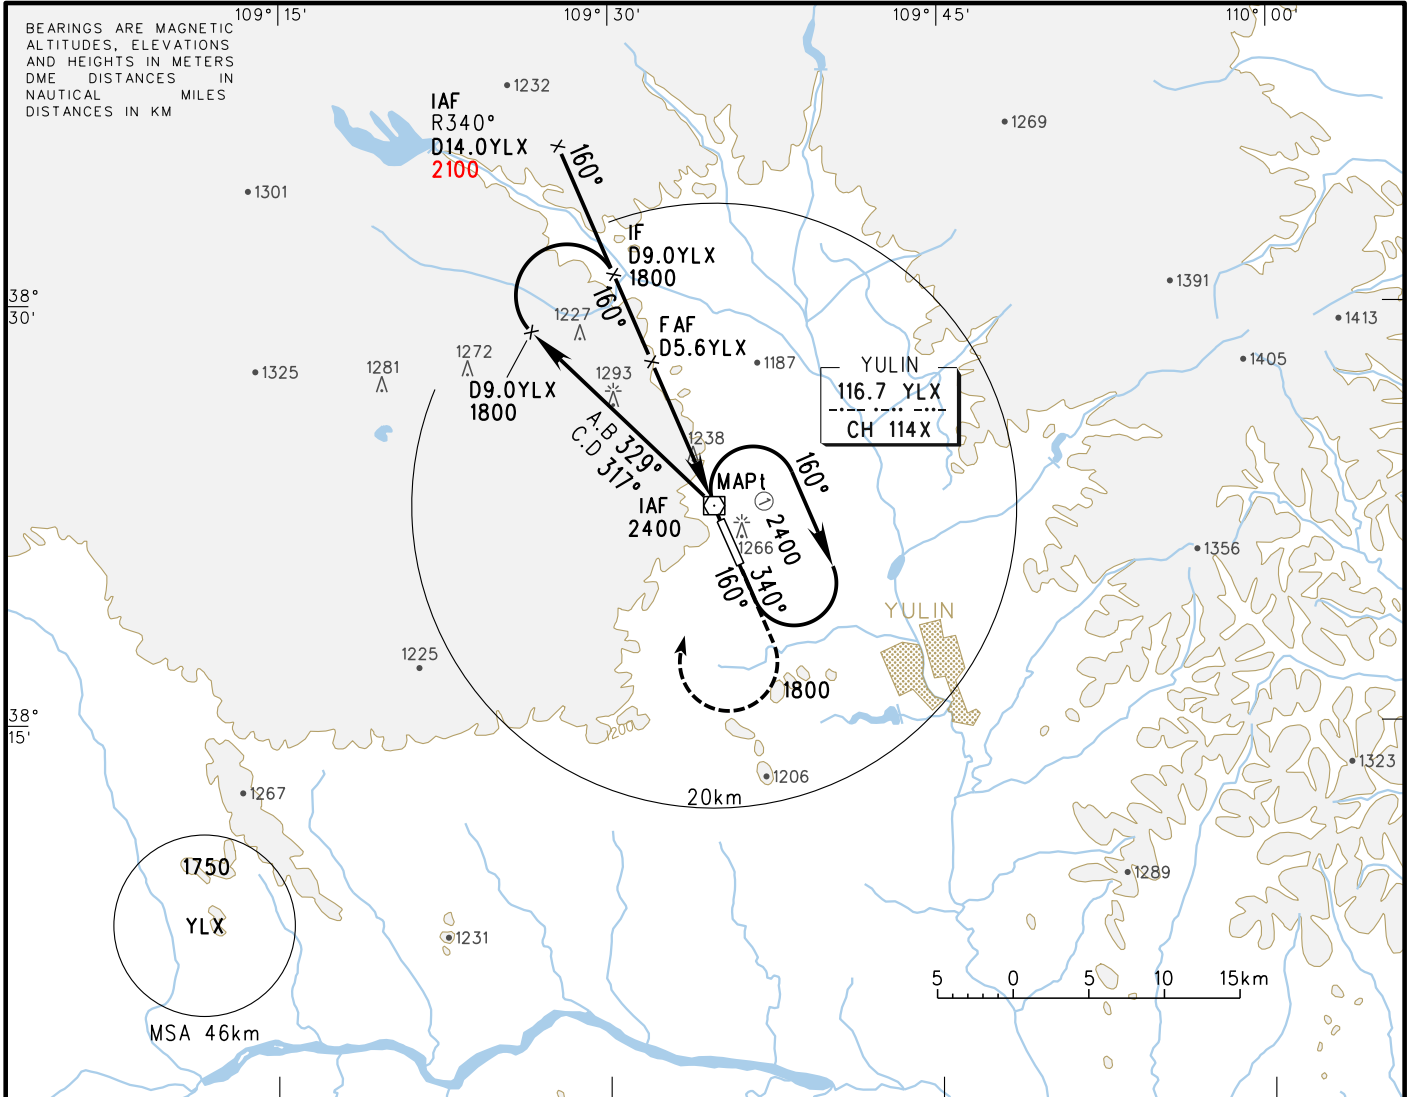 109°15'
109°30'
109°45'
110°00'
BEARINGS ARE MAGNETIC
ALTITUDES, ELEVATIONS
AND HEIGHTS IN METERS
DME DISTANCES IN
NAUTICAL MILES
DISTANCES IN KM
1232
IAF
R340°
D14.0YLX
2100
160°
1269
1301
IF
D9.0YLX
1800
160°
1391
38°
30'
1227
1413
FAF
D5.6YLX
1187
1405
1325
1281
1272
1293
YULIN
116.7 YLX
CH 114X
D9.0YLX
1800
A.B 329°
C.D 317°
1238
160°
MAPt
IAF
2400
1 2400
1266
1356
160°
340°
YULIN
1225
1800
38°
15'
1200
1323
1206
20km
1267
1750
YLX
1289
1231
5 0 5 10 15km
MSA 46km